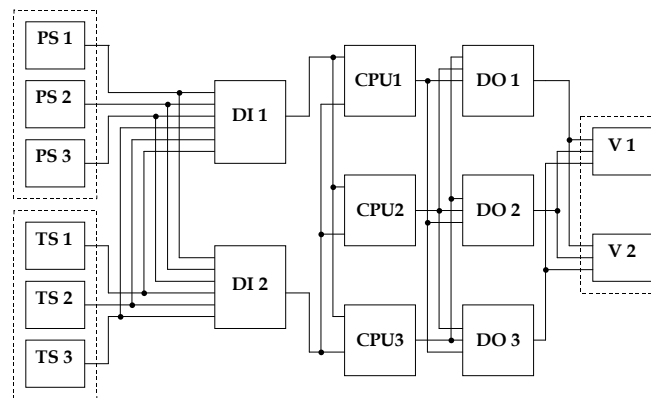 PS 1
PS 2
PS 3
TS 1
TS 2
TS 3
DI 1
DI 2
CPU1
CPU2
CPU3
DO 1
DO 2
DO 3
V 1
V 2